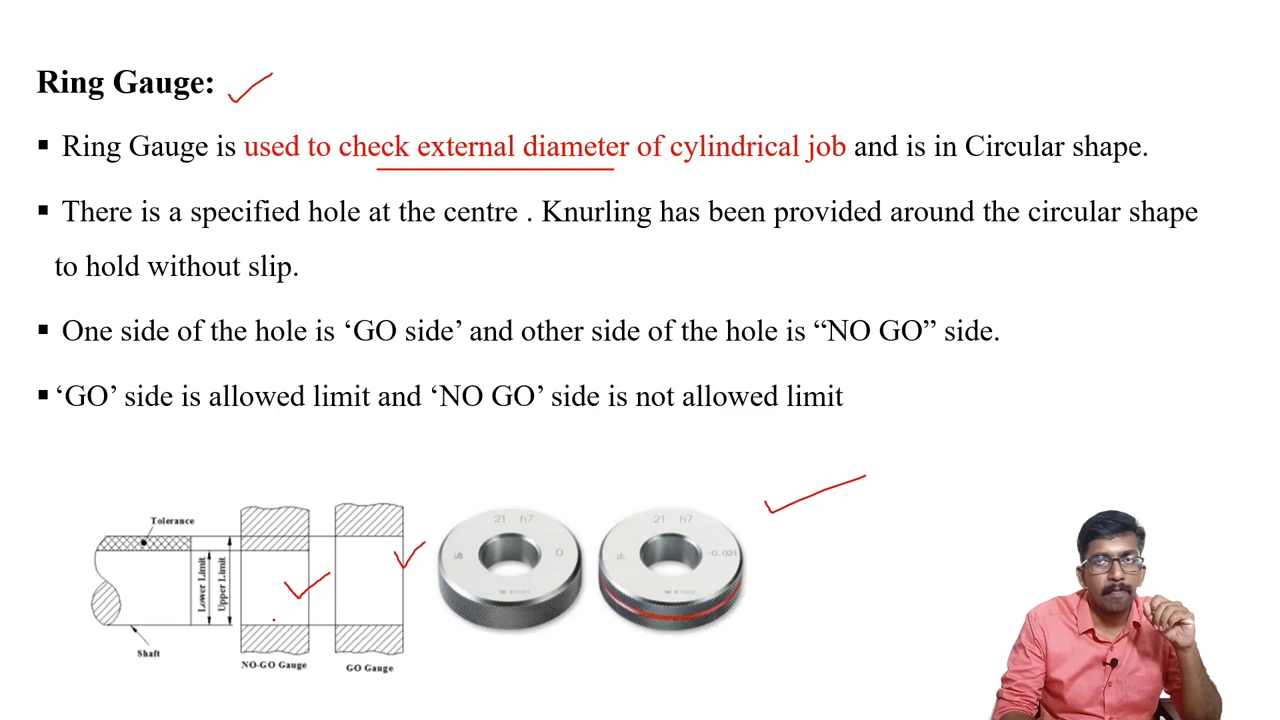 Ring Gauge:
▪ Ring Gauge is used to check external diameter of cylindrical job and is in Circular shape.
▪ There is a specified hole at the centre . Knurling has been provided around the circular shape
to hold without slip.
▪ One side of the hole is ‘GO side’ and other side of the hole is “NO GO” side.
▪ ‘GO’ side is allowed limit and ‘NO GO’ side is not allowed limit
Tolerance
Lower Limit
Upper Limit
Shaft
NO-GO Gauge
GO Gauge
21 h7
通
0
21 h7
止
-0.021